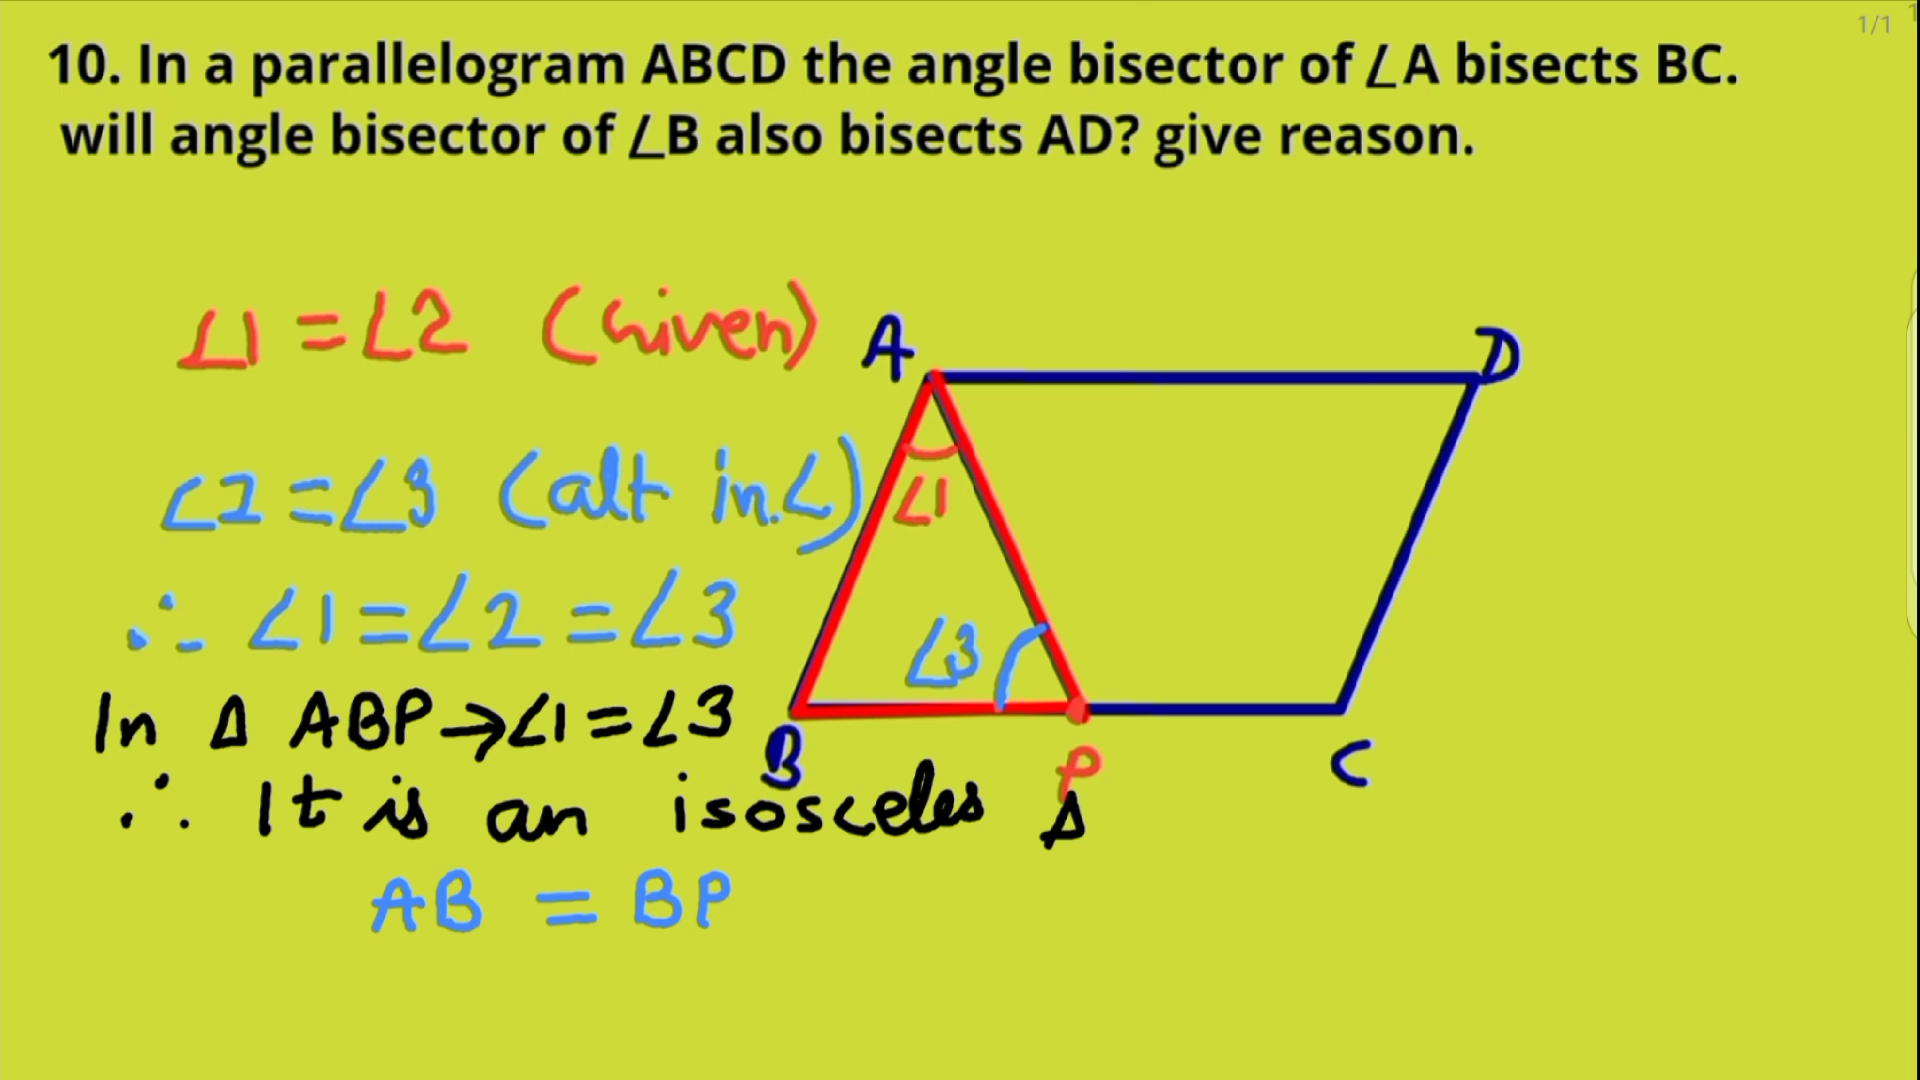 1/1
10. In a parallelogram ABCD the angle bisector of ∠A bisects BC.
will angle bisector of ∠B also bisects AD? give reason.
∠1 = ∠2 (Given)
∠2 = ∠3 (alt in.∠)
∴ ∠1 = ∠2 = ∠3
In Δ ABP → ∠1 = ∠3
∴ It is an isosceles Δ
AB = BP
A
D
∠1
∠3
B
P
C